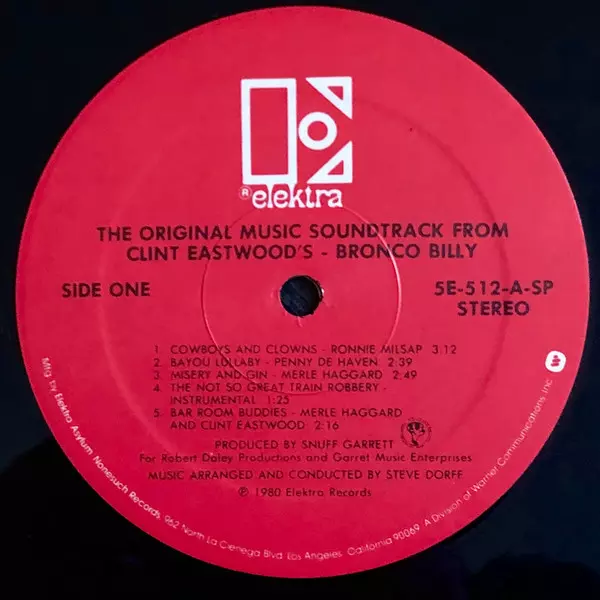 ® elektra
THE ORIGINAL MUSIC SOUNDTRACK FROM
CLINT EASTWOOD'S - BRONCO BILLY
SIDE ONE
5E-512-A-SP
STEREO
1. COWBOYS AND CLOWNS - RONNIE MILSAP 3:12
2. BAYOU LULLABY - PENNY DE HAVEN 2:39
3. MISERY AND GIN - MERLE HAGGARD 2:49
4. THE NOT SO GREAT TRAIN ROBBERY -
INSTRUMENTAL 1:25
5. BAR ROOM BUDDIES - MERLE HAGGARD
AND CLINT EASTWOOD 2:16
PRODUCED BY SNUFF GARRETT
For Robert Daley Productions and Garret Music Enterprises
MUSIC ARRANGED AND CONDUCTED BY STEVE DORFF
℗ 1980 Elektra Records
Mfg. by Elektra Asylum Nonesuch Records, 962 North La Cienega Blvd. Los Angeles, California 90069. A Division of Warner Communications Inc.